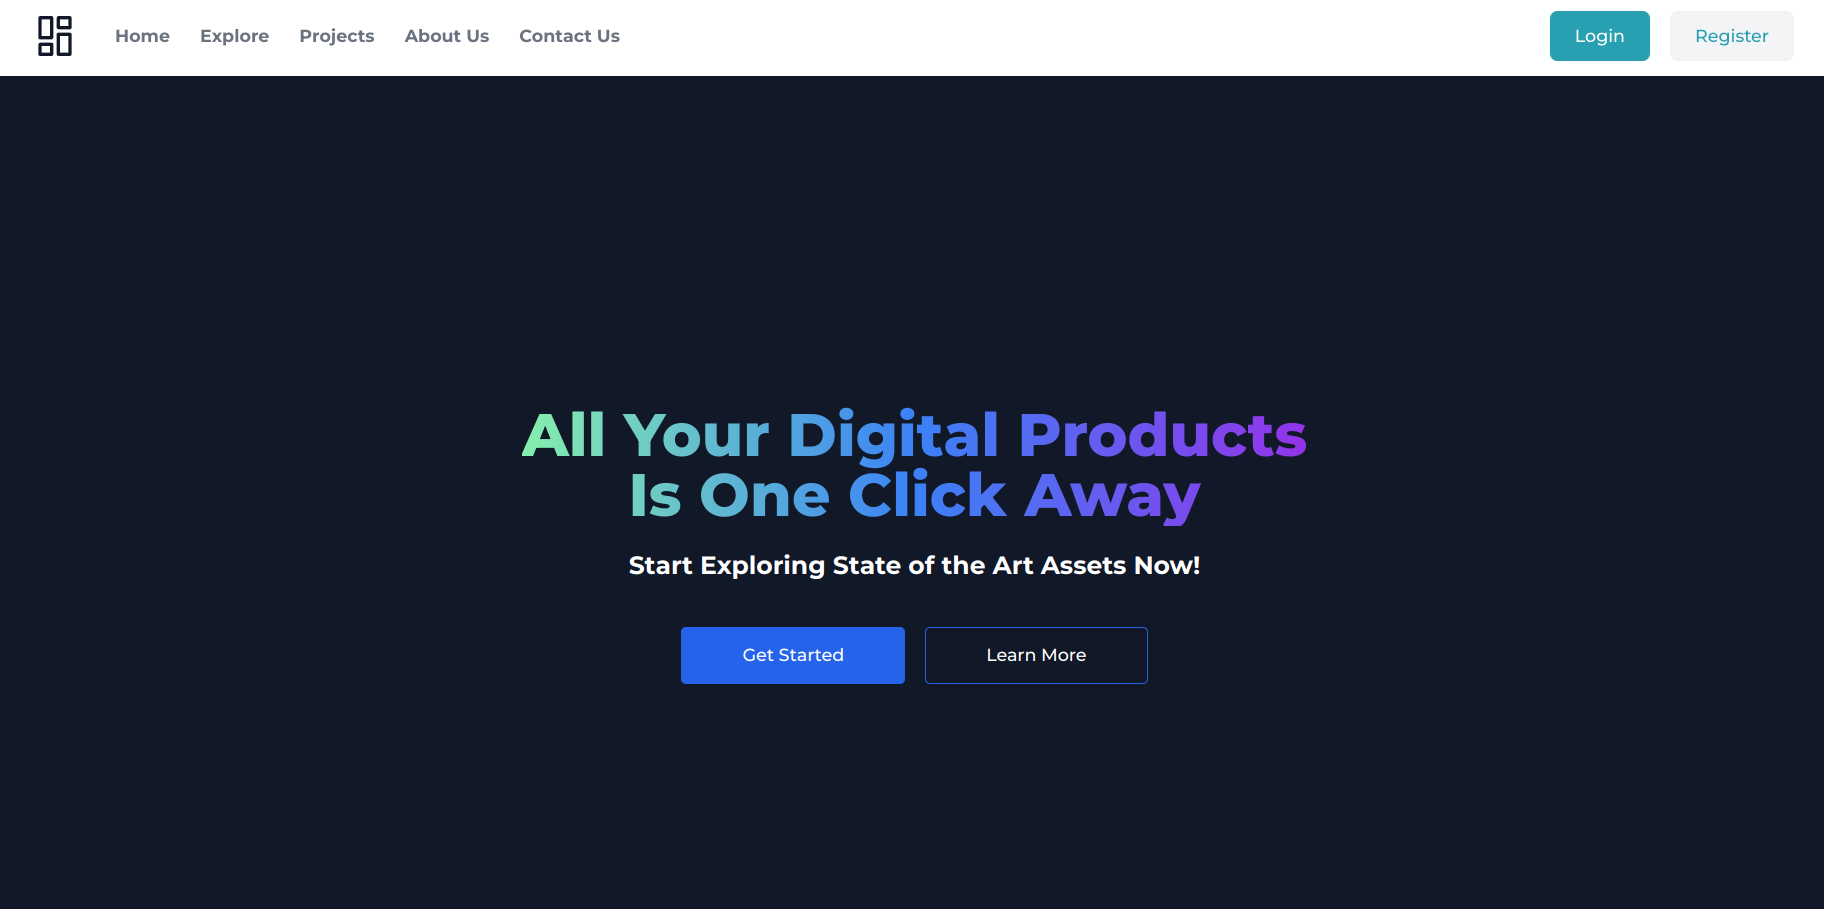 Home
Explore
Projects
About Us
Contact Us
Login
Register
All Your Digital Products
Is One Click Away
Start Exploring State of the Art Assets Now!
Get Started
Learn More